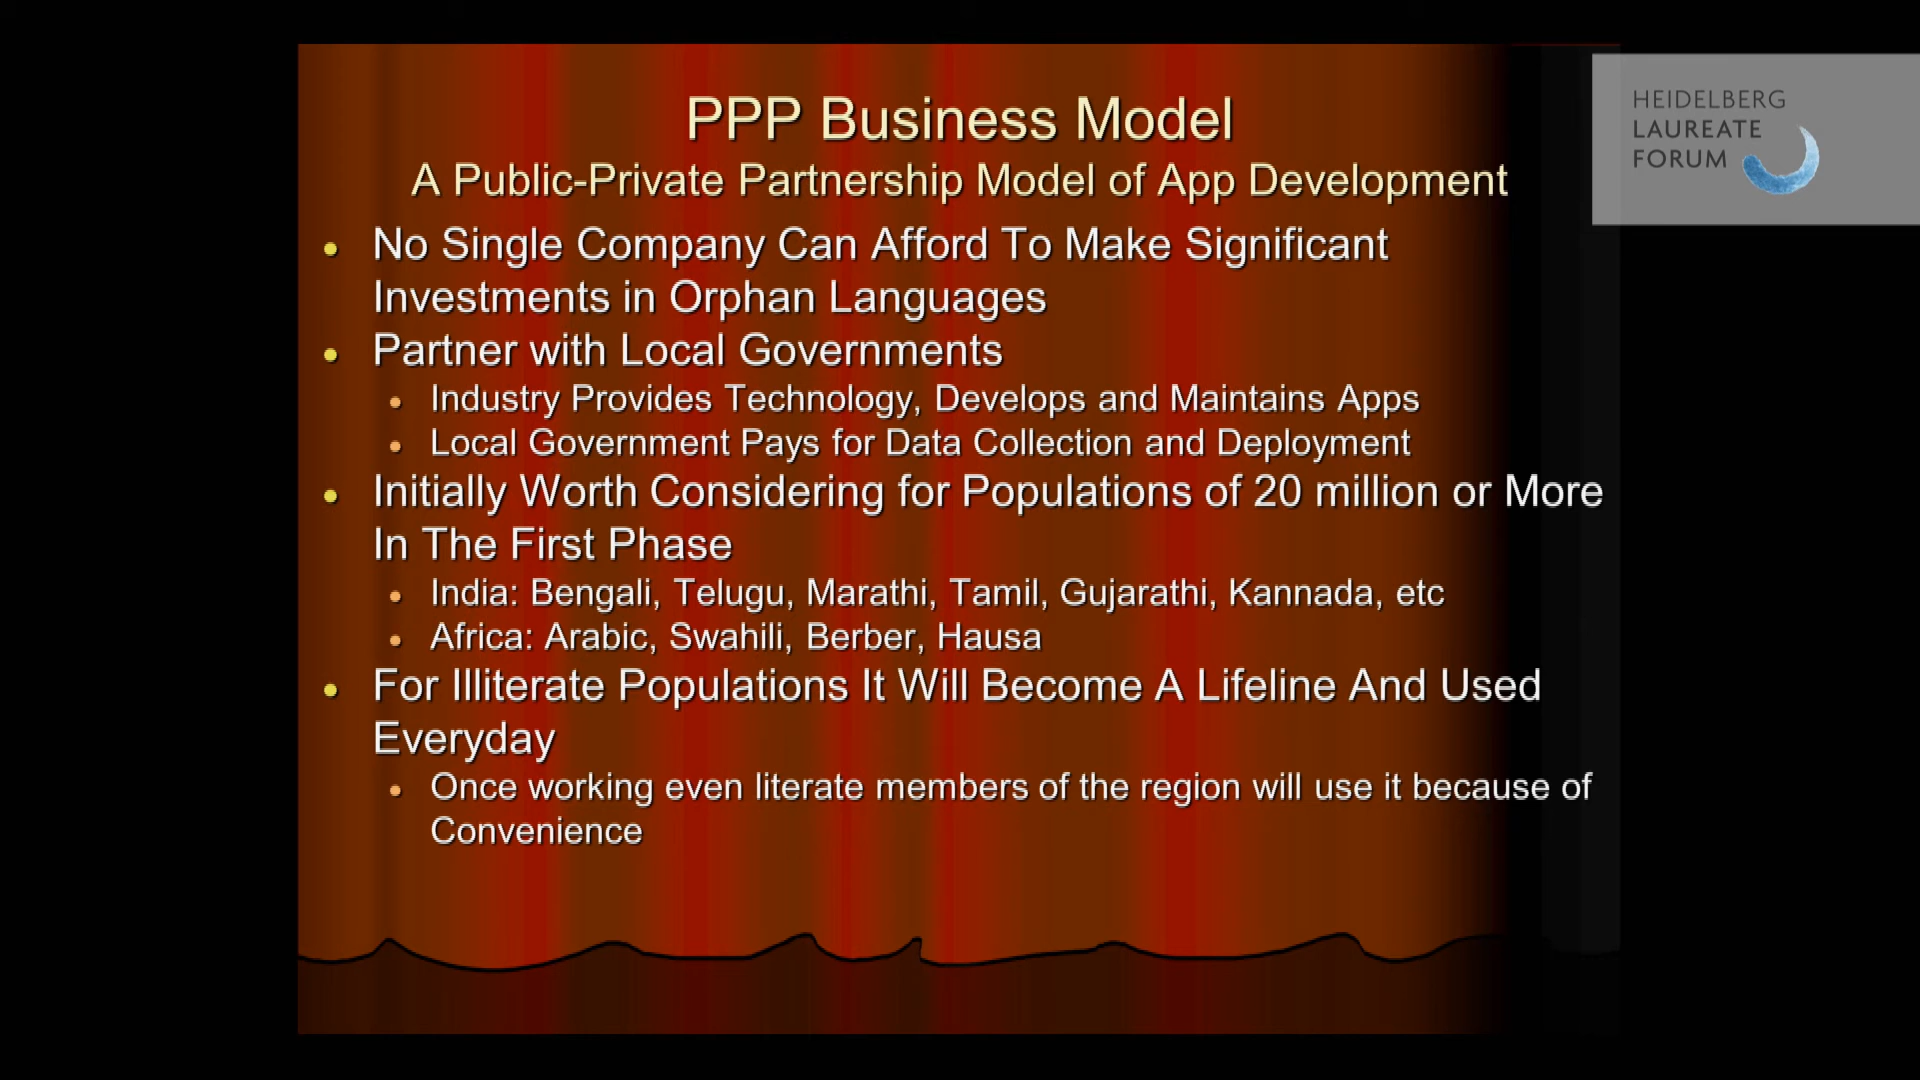 PPP Business Model
A Public-Private Partnership Model of App Development
No Single Company Can Afford To Make Significant
Investments in Orphan Languages
Partner with Local Governments
Industry Provides Technology, Develops and Maintains Apps
Local Government Pays for Data Collection and Deployment
Initially Worth Considering for Populations of 20 million or More
In The First Phase
India: Bengali, Telugu, Marathi, Tamil, Gujarathi, Kannada, etc
Africa: Arabic, Swahili, Berber, Hausa
For Illiterate Populations It Will Become A Lifeline And Used
Everyday
Once working even literate members of the region will use it because of
Convenience
HEIDELBERG
LAUREATE
FORUM